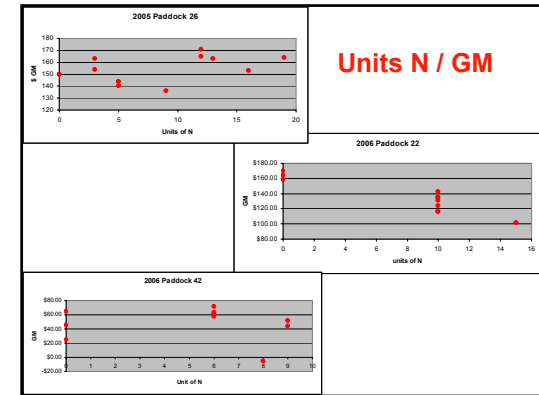 2005 Paddock 26
Units N / GM
$ GM
180
170
160
150
140
130
120
0 5 10 15 20
Units of N
2006 Paddock 22
GM
$180.00
$160.00
$140.00
$120.00
$100.00
$80.00
0 2 4 6 8 10 12 14 16
units of N
2006 Paddock 42
GM
$80.00
$60.00
$40.00
$20.00
$0.00
-$20.00
0 1 2 3 4 5 6 7 8 9 10
Unit of N